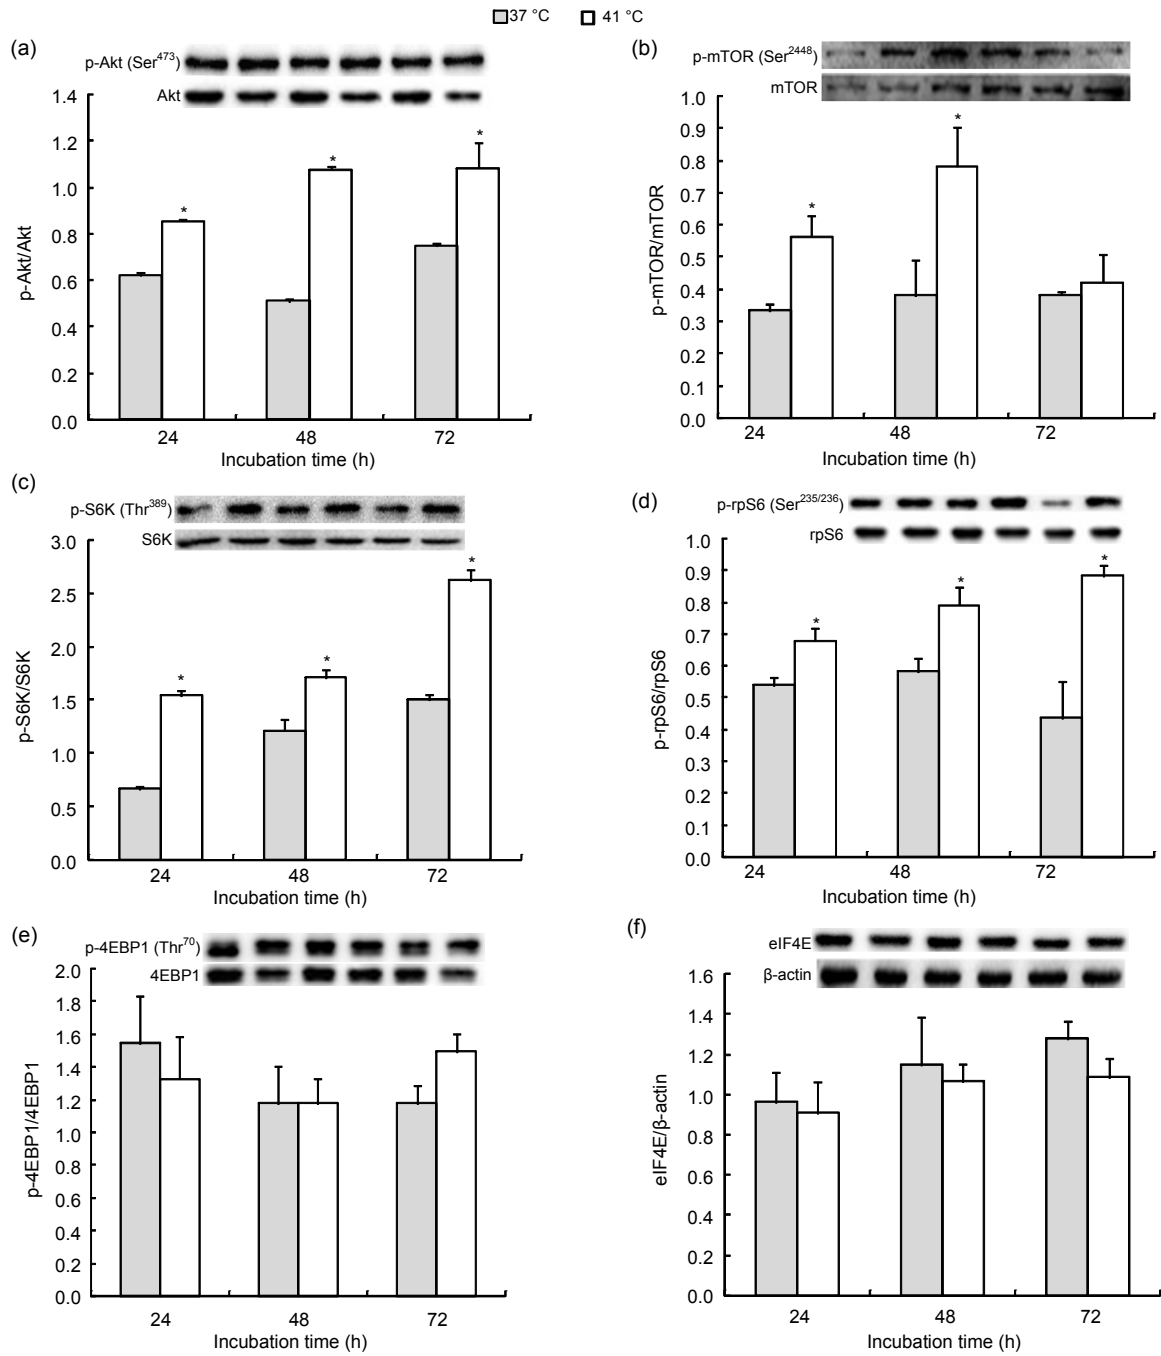 37 °C 41 °C
(a)
p-Akt (Ser473)
Akt
1.4
1.2
1.0
0.8
0.6
0.4
0.2
0.0
p-Akt/Akt
* * *
24 48 72
Incubation time (h)
(b)
p-mTOR (Ser2448)
mTOR
1.0
0.9
0.8
0.7
0.6
0.5
0.4
0.3
0.2
0.1
0.0
p-mTOR/mTOR
* *
24 48 72
Incubation time (h)
(c)
p-S6K (Thr389)
S6K
3.0
2.5
2.0
1.5
1.0
0.5
0.0
p-S6K/S6K
* * *
24 48 72
Incubation time (h)
(d)
p-rpS6 (Ser235/236)
rpS6
1.0
0.9
0.8
0.7
0.6
0.5
0.4
0.3
0.2
0.1
0.0
p-rpS6/rpS6
* * *
24 48 72
Incubation time (h)
(e)
p-4EBP1 (Thr70)
4EBP1
2.0
1.8
1.6
1.4
1.2
1.0
0.8
0.6
0.4
0.2
0.0
p-4EBP1/4EBP1
24 48 72
Incubation time (h)
(f)
eIF4E
β-actin
1.6
1.4
1.2
1.0
0.8
0.6
0.4
0.2
0.0
eIF4E/β-actin
24 48 72
Incubation time (h)